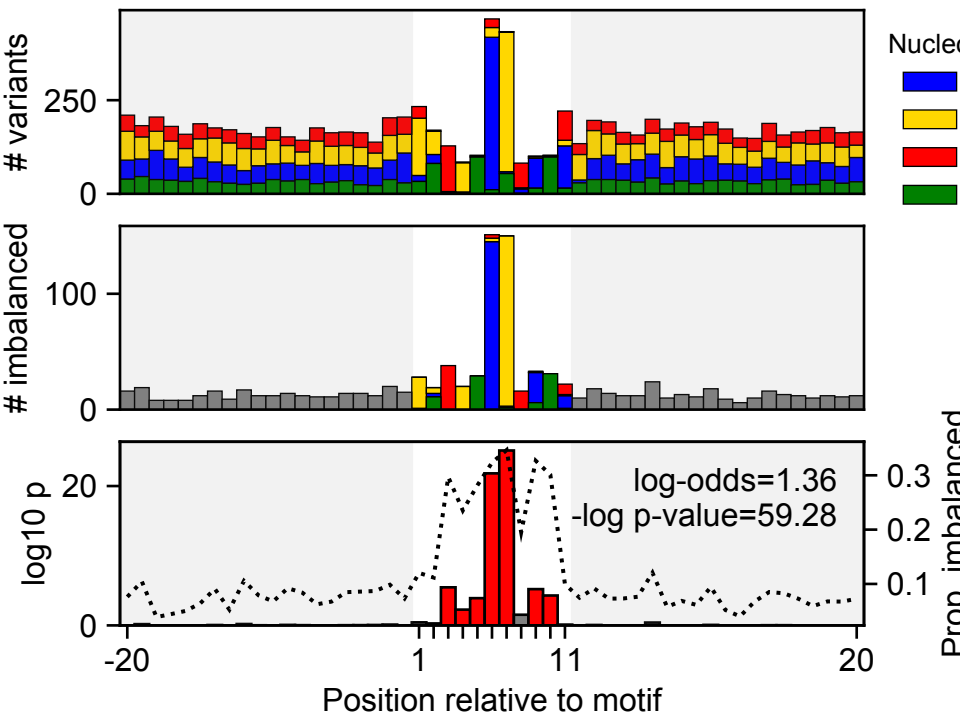 # variants
250
0
Nucleo
# imbalanced
100
0
log10 p
20
0
log-odds=1.36
-log p-value=59.28
0.3
0.2
0.1
Prop. imbalanced
-20
1
11
20
Position relative to motif